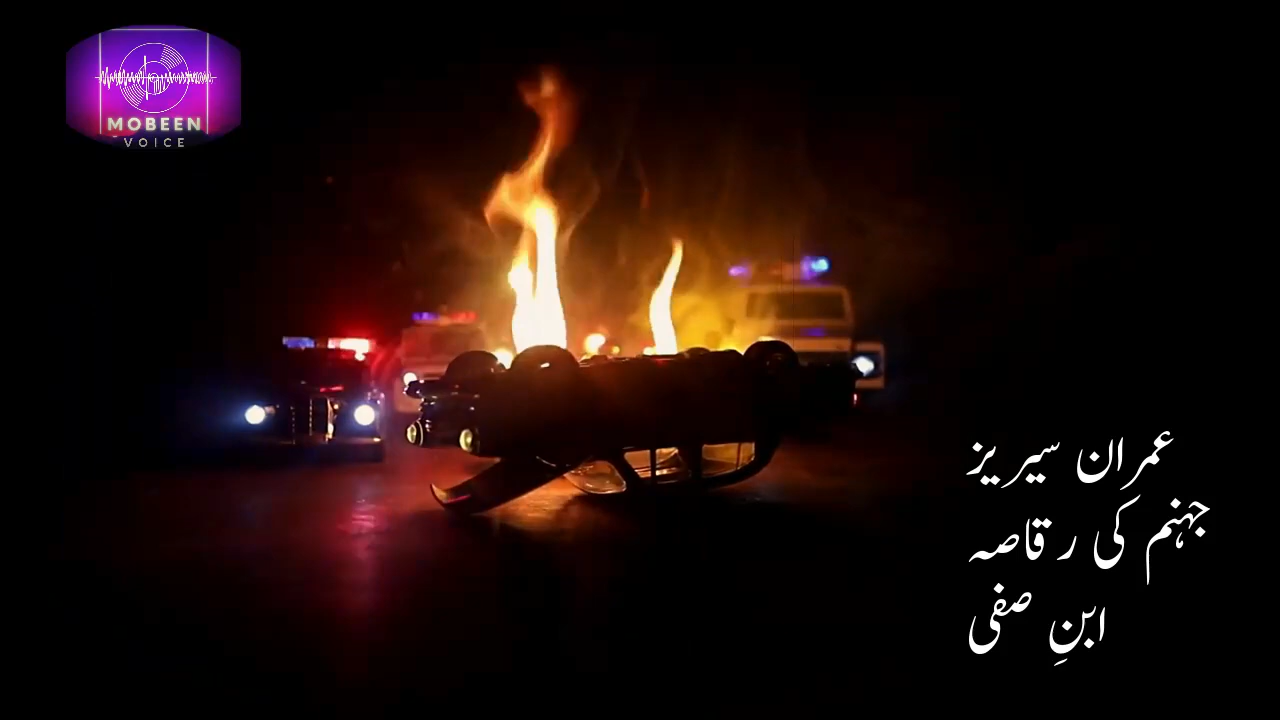 MOBEEN
VOICE
عمران سیریز
جہنم کی رقاصہ
ابنِ صفی